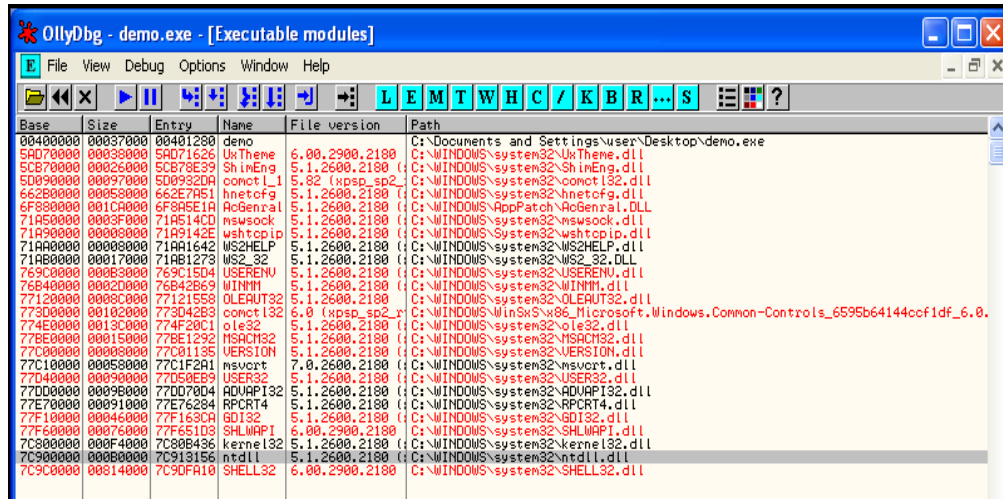 OllyDbg - demo.exe - [Executable modules]
E File View Debug Options Window Help
L E M T W H C / K B R ... S ?
Base Size Entry Name File version Path
00400000 00037000 00401280 demo C:\Documents and Settings\user\Desktop\demo.exe
5AD70000 00038000 5AD71626 UxTheme 6.00.2900.2180 C:\WINDOWS\system32\UxTheme.dll
5CB70000 00026000 5CB78E39 ShimEng 5.1.2600.2180 (: C:\WINDOWS\system32\ShimEng.dll
5D090000 00097000 5D0932DA comctl_1 5.82 (xpsp_sp2_: C:\WINDOWS\system32\comctl32.dll
662B0000 00058000 662E7A51 hnetcfg 5.1.2600.2180 (: C:\WINDOWS\system32\hnetcfg.dll
6F880000 001CA000 6F8A5E1A AcGenral 5.1.2600.2180 (: C:\WINDOWS\AppPatch\AcGenral.DLL
71A50000 0003F000 71A514CD mswsock 5.1.2600.2180 (: C:\WINDOWS\system32\mswsock.dll
71A90000 00008000 71A9142E wshtcpip 5.1.2600.2180 (: C:\WINDOWS\system32\wshtcpip.dll
71AA0000 00008000 71AA1642 WS2HELP 5.1.2600.2180 (: C:\WINDOWS\system32\WS2HELP.dll
71AB0000 00017000 71AB1273 WS2_32 5.1.2600.2180 (: C:\WINDOWS\system32\WS2_32.DLL
769C0000 000B3000 769C15D4 USERENV 5.1.2600.2180 (: C:\WINDOWS\system32\USERENV.dll
76B40000 0002D000 76B42B69 WINMM 5.1.2600.2180 (: C:\WINDOWS\system32\WINMM.dll
77120000 0008C000 77121558 OLEAUT32 5.1.2600.2180 C:\WINDOWS\system32\OLEAUT32.dll
773D0000 00102000 773D42B3 comctl32 6.0 (xpsp_sp2_r C:\WINDOWS\WinSxS\x86_Microsoft.Windows.Common-Controls_6595b64144ccf1df_6.0.
774E0000 0013C000 774F20C1 ole32 5.1.2600.2180 (: C:\WINDOWS\system32\ole32.dll
77BE0000 00015000 77BE1292 MSACM32 5.1.2600.2180 (: C:\WINDOWS\system32\MSACM32.dll
77C00000 00008000 77C01135 VERSION 5.1.2600.2180 (: C:\WINDOWS\system32\VERSION.dll
77C10000 00058000 77C1F2A1 msvcrt 7.0.2600.2180 (: C:\WINDOWS\system32\msvcrt.dll
77D40000 00090000 77D50EB9 USER32 5.1.2600.2180 (: C:\WINDOWS\system32\USER32.dll
77DD0000 0009B000 77DD70D4 ADVAPI32 5.1.2600.2180 (: C:\WINDOWS\system32\ADVAPI32.dll
77E70000 00091000 77E76284 RPCRT4 5.1.2600.2180 (: C:\WINDOWS\system32\RPCRT4.dll
77F10000 00046000 77F163CA GDI32 5.1.2600.2180 (: C:\WINDOWS\system32\GDI32.dll
77F60000 00076000 77F651D3 SHLWAPI 6.00.2900.2180 C:\WINDOWS\system32\SHLWAPI.dll
7C800000 000F4000 7C80B436 kernel32 5.1.2600.2180 (: C:\WINDOWS\system32\kernel32.dll
7C900000 000B0000 7C913156 ntdll 5.1.2600.2180 (: C:\WINDOWS\system32\ntdll.dll
7C9C0000 00814000 7C9DFA10 SHELL32 6.00.2900.2180 C:\WINDOWS\system32\SHELL32.dll